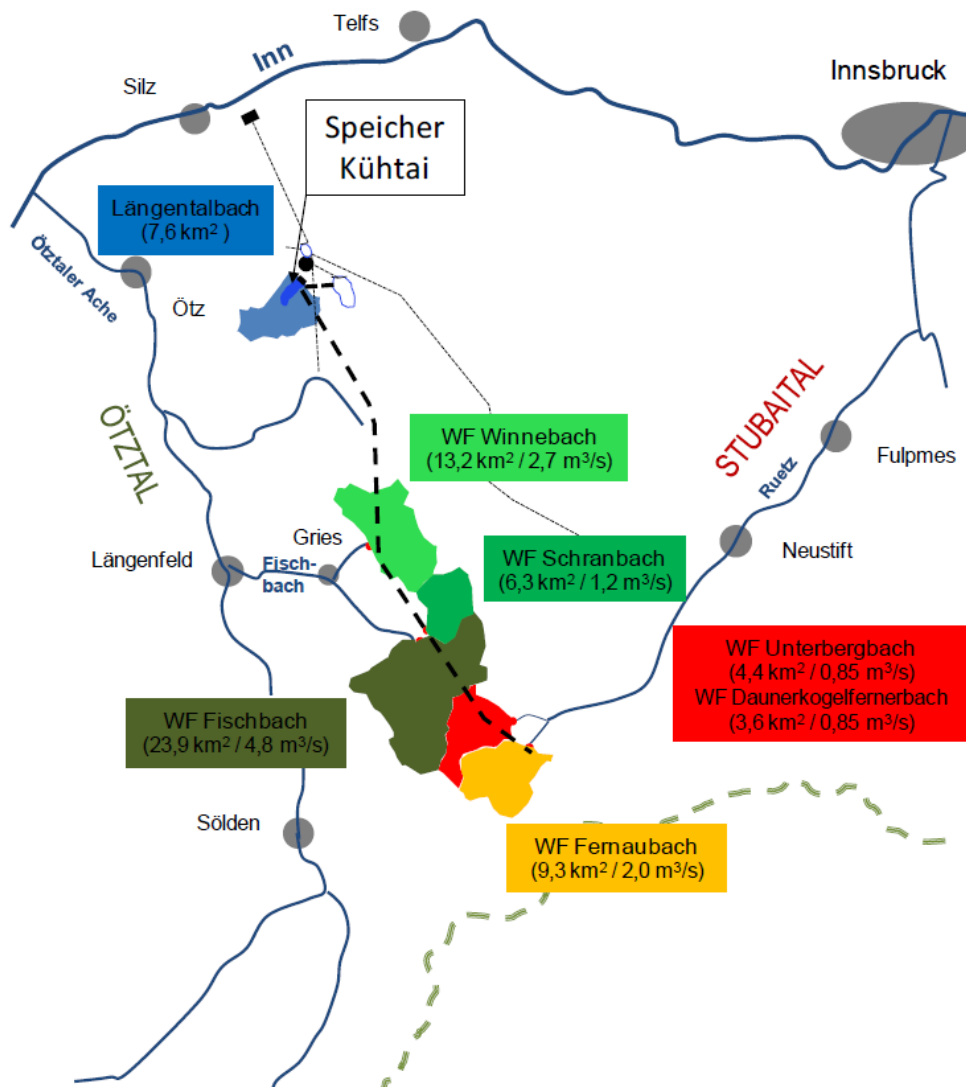 Telfs
Inn
Innsbruck
Silz
Speicher
Kühtai
Längentalbach
(7,6 km² )
Ötztaler Ache
Ötz
ÖTZTAL
STUBAITAL
WF Winnebach
(13,2 km² / 2,7 m³/s)
Fulpmes
Ruetz
Gries
Neustift
Längenfeld
Fisch-
bach
WF Schranbach
(6,3 km² / 1,2 m³/s)
WF Unterbergbach
(4,4 km² / 0,85 m³/s)
WF Daunerkogelfernerbach
(3,6 km² / 0,85 m³/s)
WF Fischbach
(23,9 km² / 4,8 m³/s)
Sölden
WF Fernaubach
(9,3 km² / 2,0 m³/s)